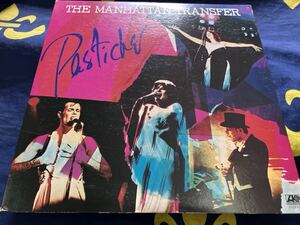 THE MANHATTAN TRANSFER
Pastiche